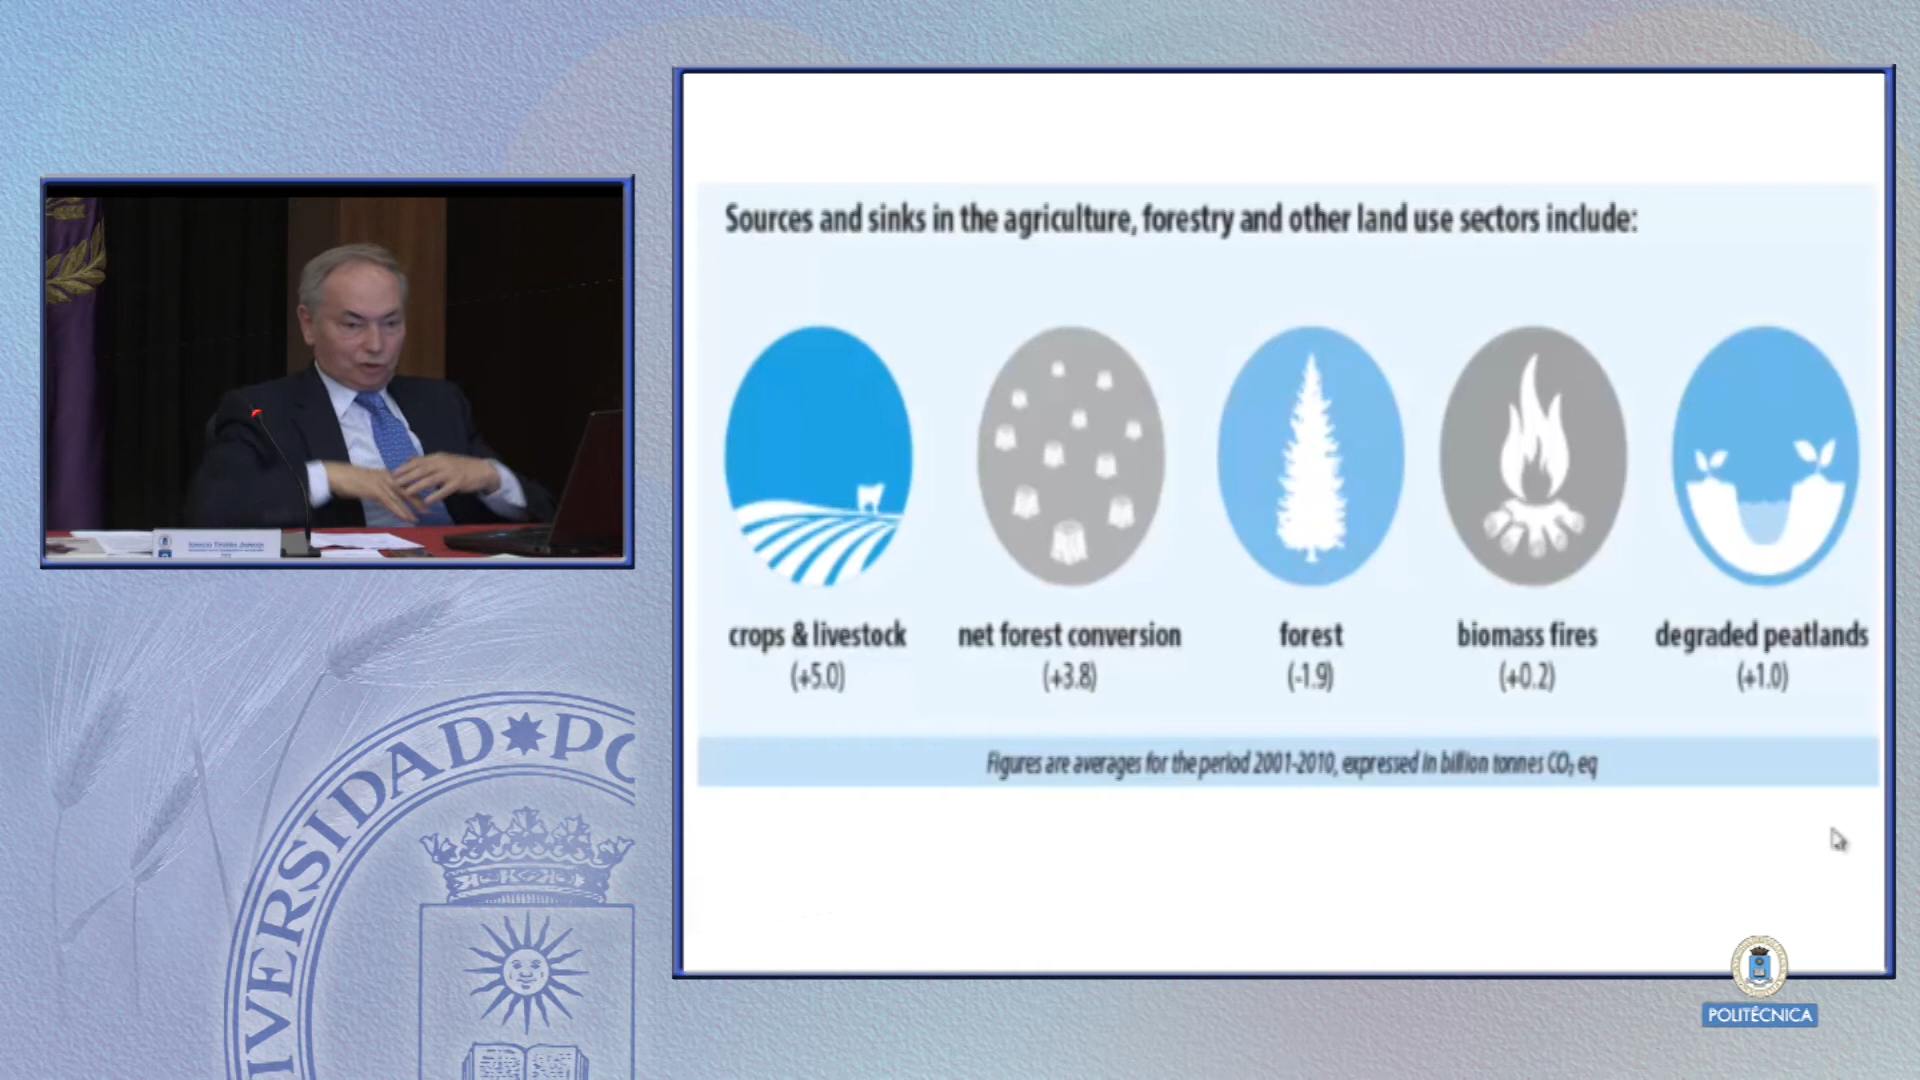 Sources and sinks in the agriculture, forestry and other land use sectors include:
crops & livestock
(+5.0)
net forest conversion
(+3.8)
forest
(-1.9)
biomass fires
(+0.2)
degraded peatlands
(+1.0)
Figures are averages for the period 2001-2010, expressed in billion tonnes CO₂ eq
IVERSIDAD PO
POLITÉCNICA